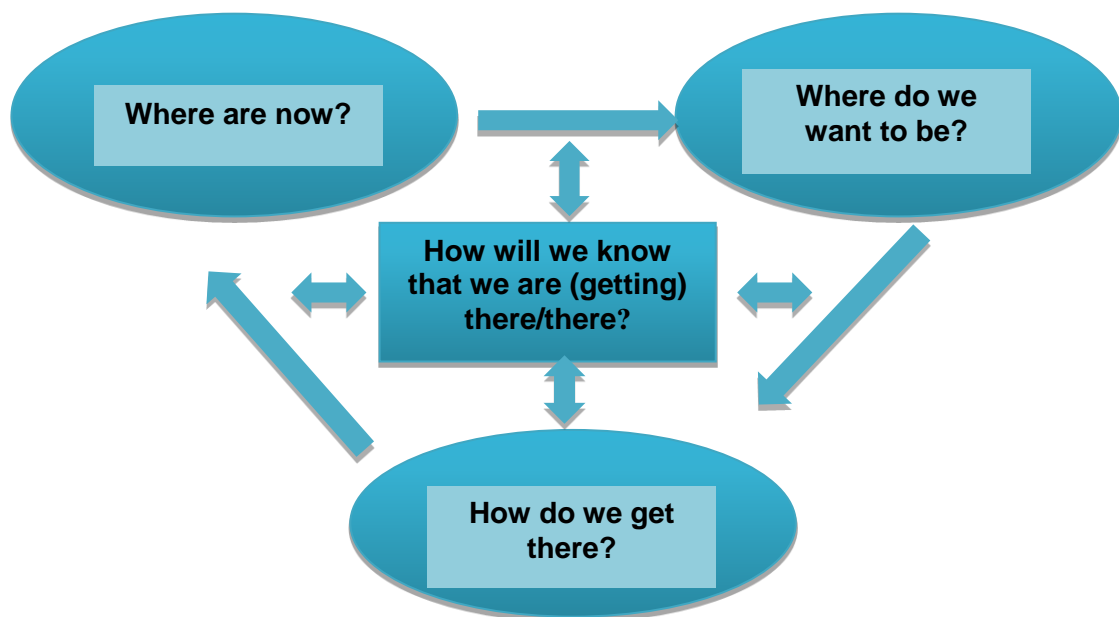 Where are now?
Where do we
want to be?
How will we know
that we are (getting)
there/there?
How do we get
there?